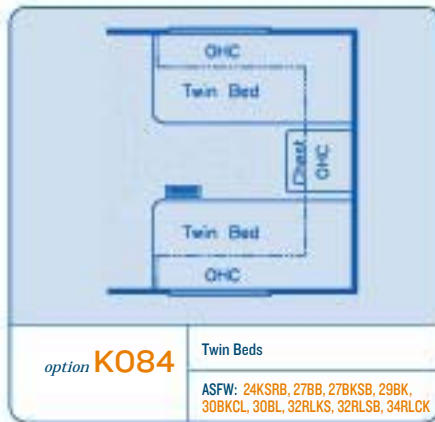 OHC
Twin Bed
Chest
OHC
Twin Bed
OHC
option K084
Twin Beds
ASFW: 24KSRB, 27BB, 27BKSB, 29BK,
30BKCL, 30BL, 32RLKS, 32RLSB, 34RLCK